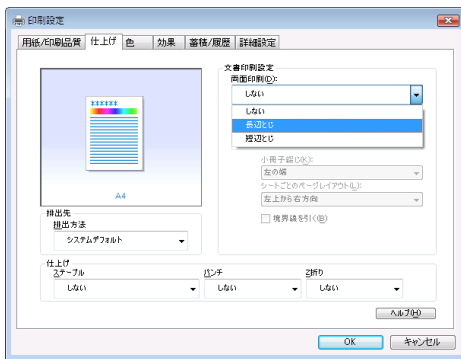 印刷設定
用紙/印刷品質 仕上げ 色 効果 蓄積/履歴 詳細設定
文書印刷設定
両面印刷(D):
しない
しない
長辺とじ
短辺とじ
小冊子綴じ(K):
左の端
シートごとのページレイアウト(L):
左上から右方向
境界線を引く(B)
A4
排出先
排出方法
システムデフォルト
仕上げ
ステープル パンチ Z折り
しない しない しない
ヘルプ(H)
OK キャンセル